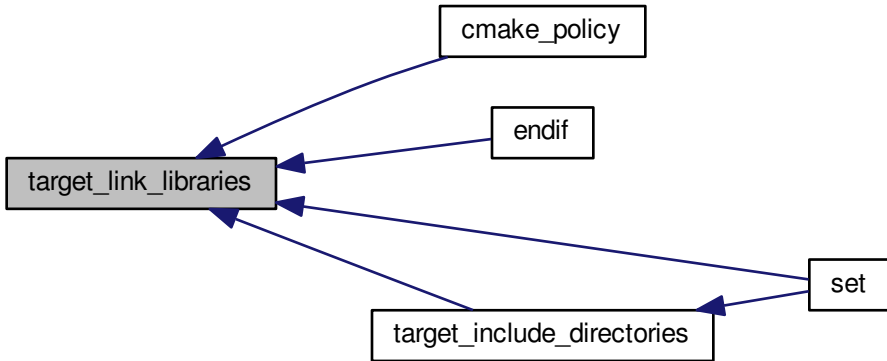 cmake_policy
endif
target_link_libraries
set
target_include_directories